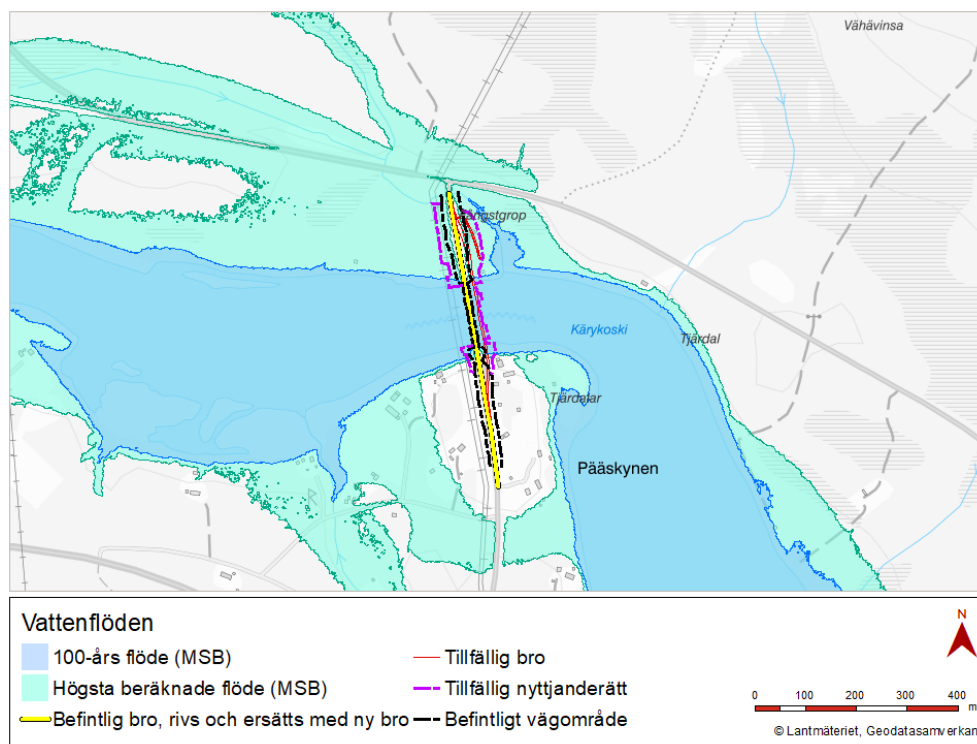 Vähävinsa
Fångstgrop
Kärykoski
Tjärdal
Tjärdalar
Pääskynen
Vattenflöden
100-års flöde (MSB)
Högsta beräknade flöde (MSB)
Befintlig bro, rivs och ersätts med ny bro
Tillfällig bro
Tillfällig nyttjanderätt
Befintligt vägområde
N
0 100 200 300 400
m
© Lantmäteriet, Geodatasamverkan